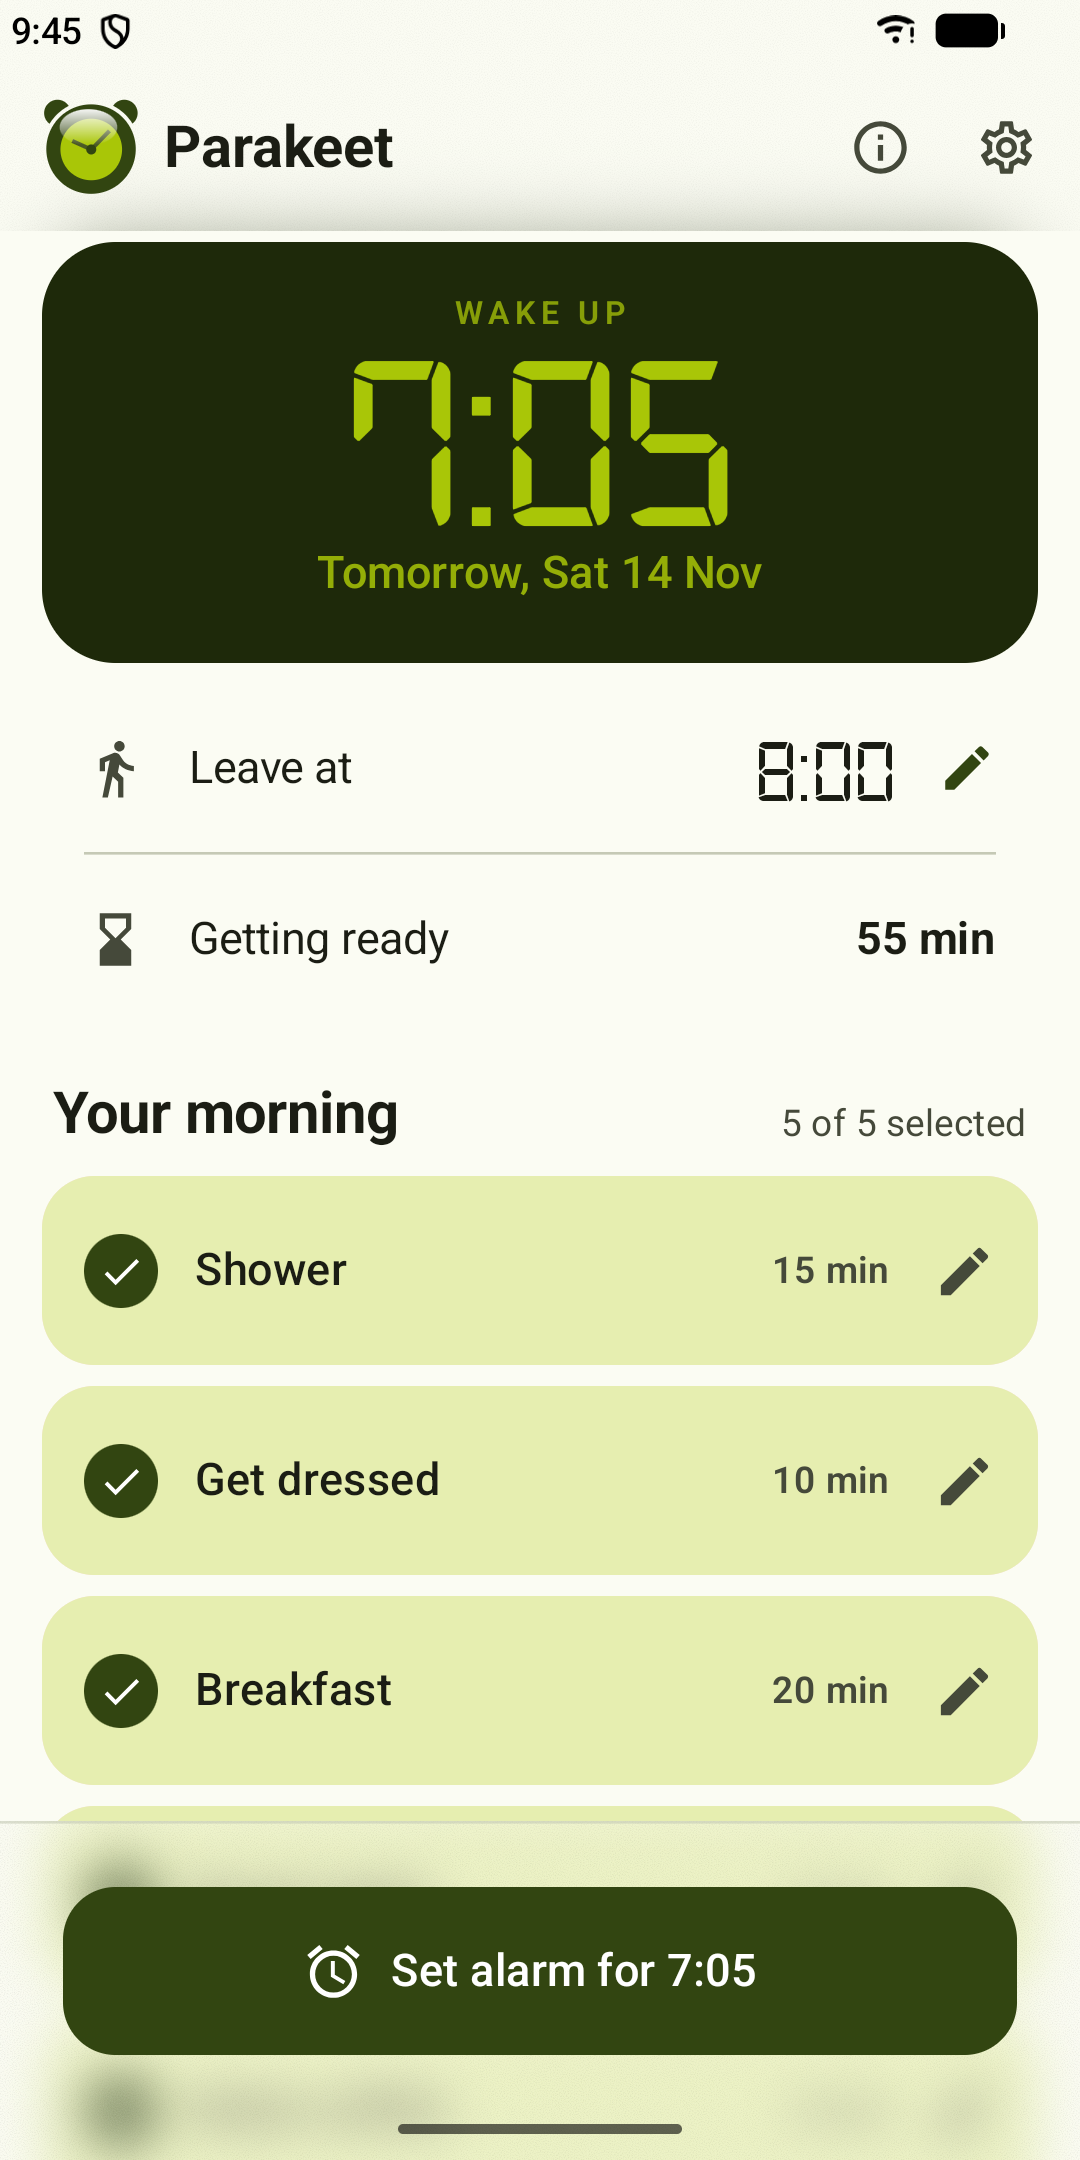 9:45
Parakeet
WAKE UP
7:05
Tomorrow, Sat 14 Nov
Leave at 8:00
Getting ready 55 min
Your morning 5 of 5 selected
Shower 15 min
Get dressed 10 min
Breakfast 20 min
Set alarm for 7:05